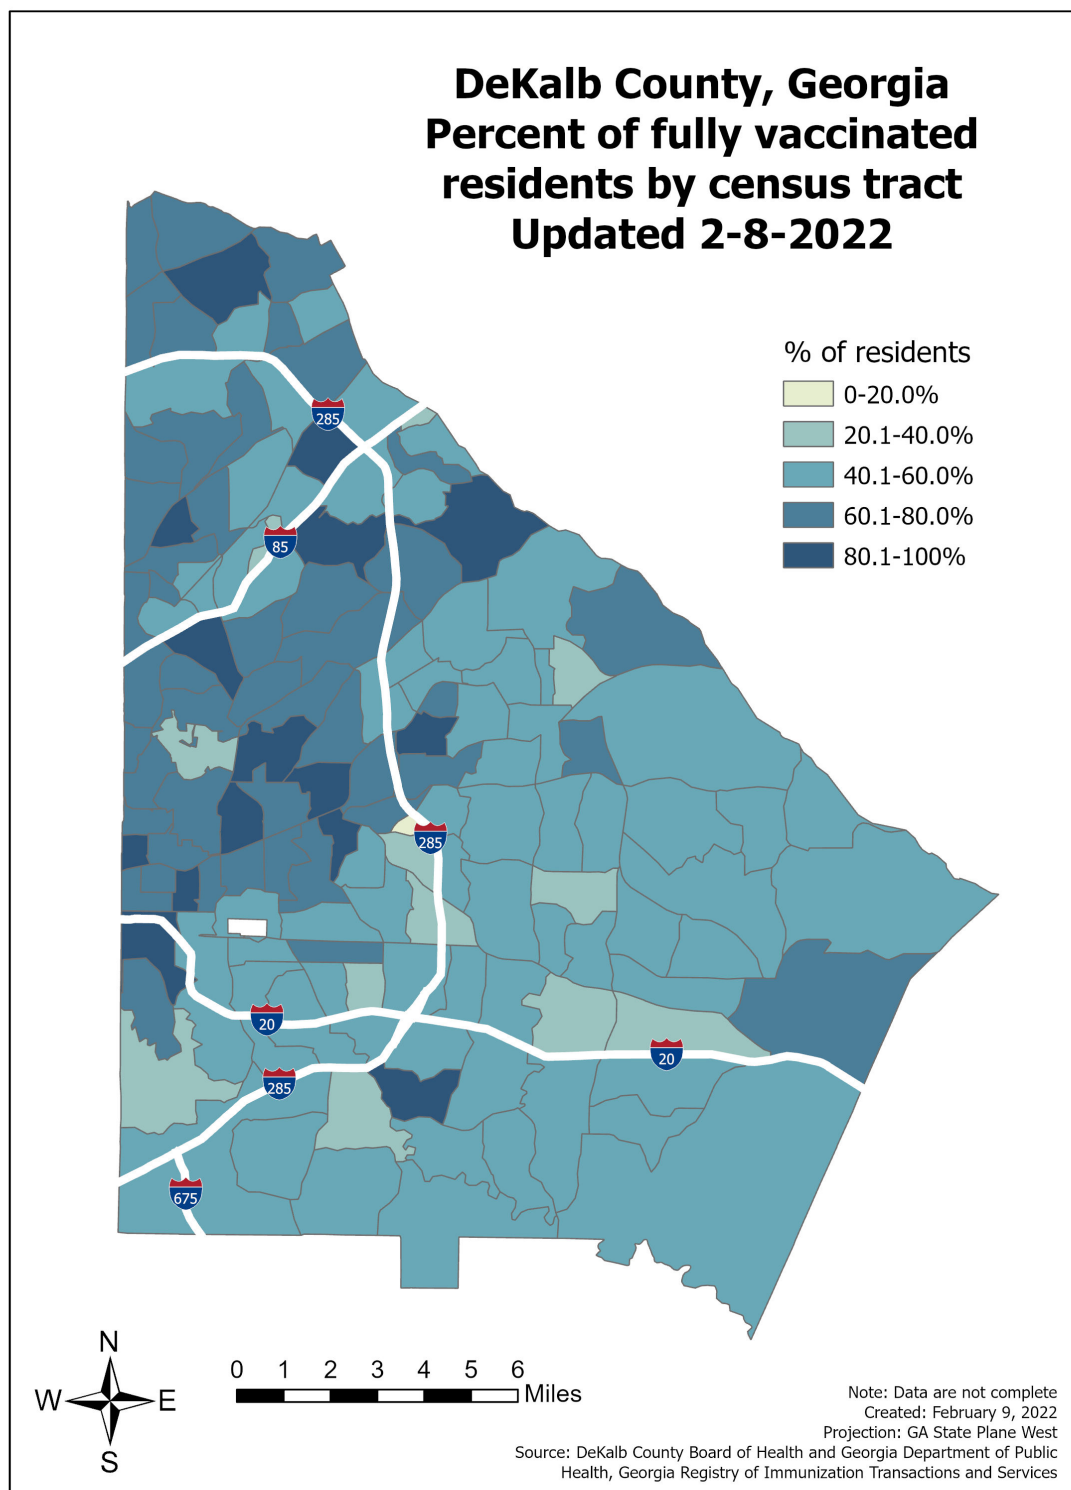 DeKalb County, Georgia
Percent of fully vaccinated
residents by census tract
Updated 2-8-2022
% of residents
0-20.0%
20.1-40.0%
40.1-60.0%
60.1-80.0%
80.1-100%
285
85
285
20
20
285
675
N
W E
S
0 1 2 3 4 5 6
Miles
Note: Data are not complete
Created: February 9, 2022
Projection: GA State Plane West
Source: DeKalb County Board of Health and Georgia Department of Public
Health, Georgia Registry of Immunization Transactions and Services